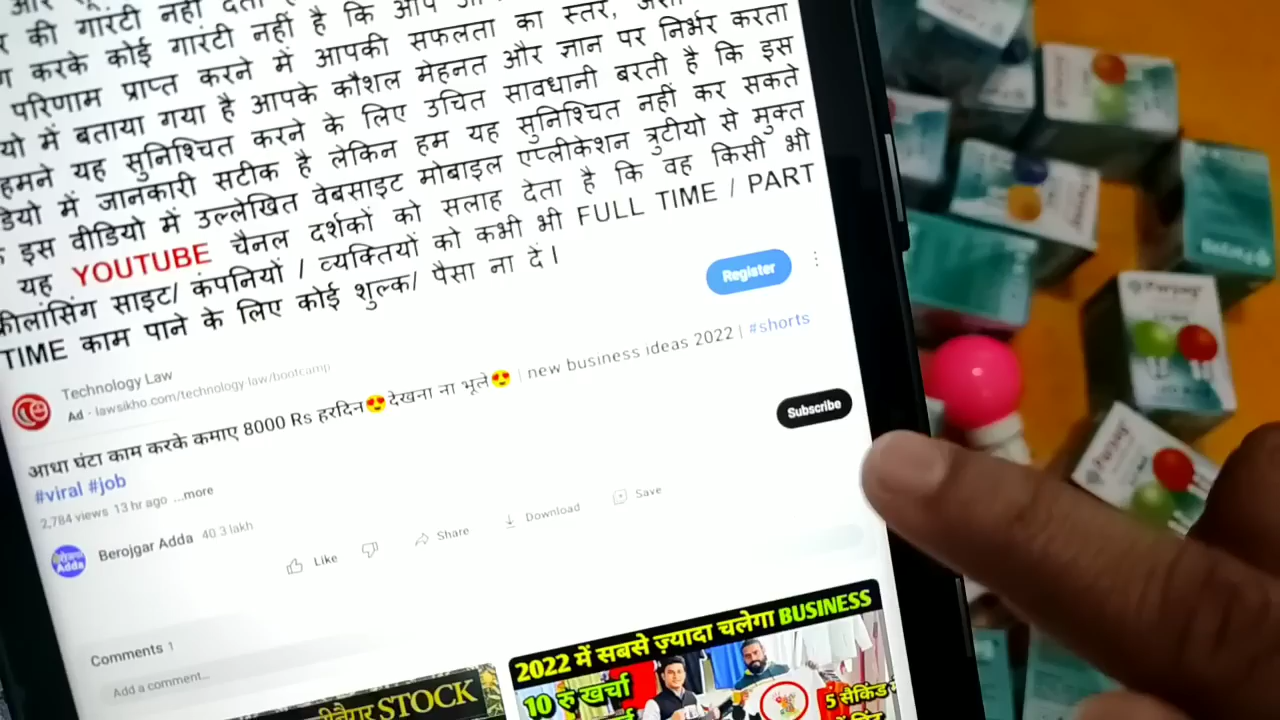 की गारंटी नहीं
करके कोई गारंटी नहीं है कि आप
परिणाम प्राप्त करने में आपकी सफलता का स्तर,
में बताया गया है आपके कौशल मेहनत और ज्ञान पर निर्भर करता
हमने यह सुनिश्चित करने के लिए उचित सावधानी बरती है कि इस
में जानकारी सटीक है लेकिन हम यह सुनिश्चित नहीं कर सकते
इस वीडियो में उल्लेखित वेबसाइट मोबाइल एप्लीकेशन त्रुटीयो से मुक्त
यह YOUTUBE चैनल दर्शकों को सलाह देता है कि वह किसी भी
साइट/ कंपनियों / व्यक्तियों को कभी भी FULL TIME / PART
TIME काम पाने के लिए कोई शुल्क/ पैसा ना दें |
Technology Law
Ad · lawsikho.com/technology-law/bootcamp
Register
आधा घंटा काम करके कमाए 8000 Rs हरदिन😍देखना ना भूले😍 | new business ideas 2022 | #shorts
#viral #job
2,784 views 13 hr ago ...more
Berojgar Adda 40.3 lakh
Subscribe
Like
Share
Download
Save
Comments 1
Add a comment...
STOCK
2022 में सबसे ज़्यादा चलेगा BUSINESS
10 रु खर्चा
5 सैकिंड